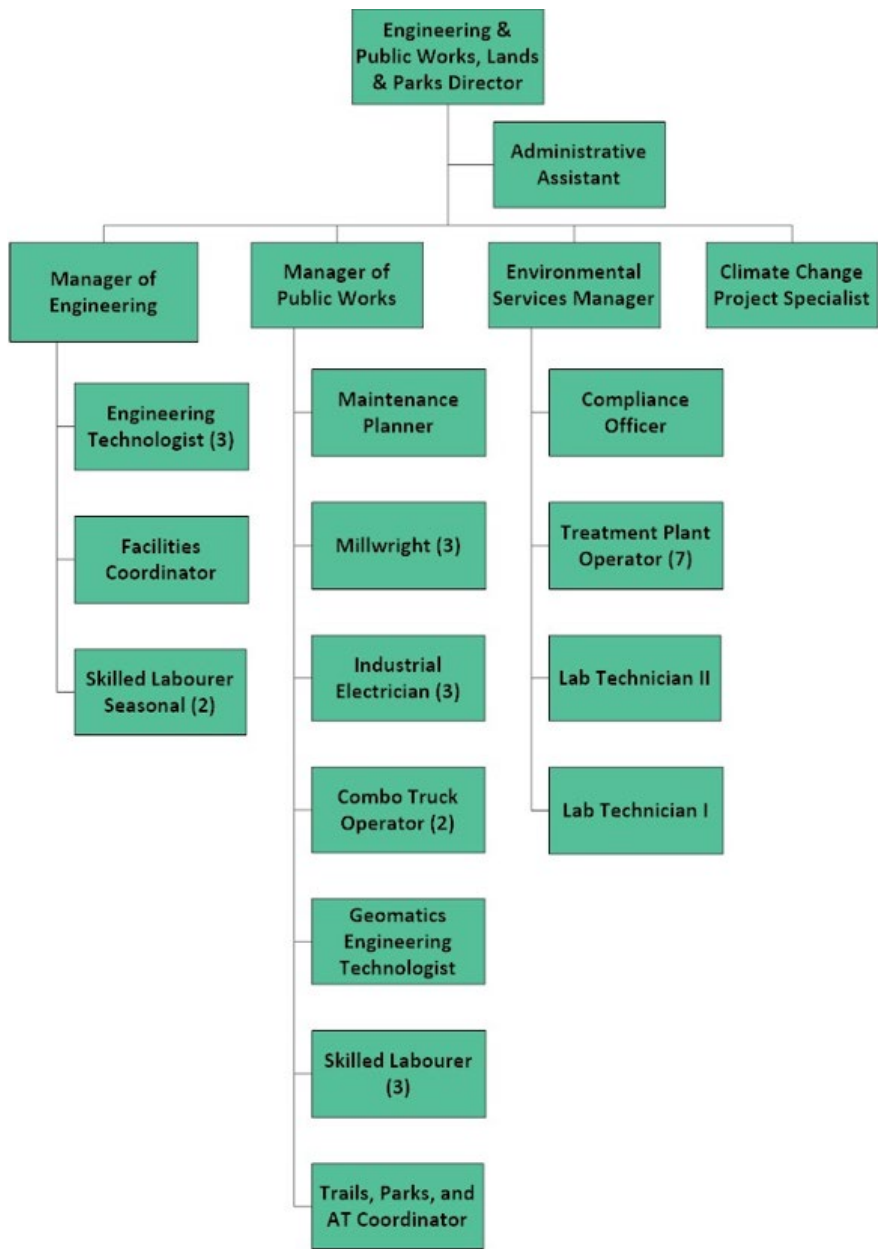 Engineering &
Public Works, Lands
& Parks Director
Administrative
Assistant
Manager of
Engineering
Manager of
Public Works
Environmental
Services Manager
Climate Change
Project Specialist
Engineering
Technologist (3)
Facilities
Coordinator
Skilled Labourer
Seasonal (2)
Maintenance
Planner
Millwright (3)
Industrial
Electrician (3)
Combo Truck
Operator (2)
Geomatics
Engineering
Technologist
Skilled Labourer
(3)
Trails, Parks, and
AT Coordinator
Compliance
Officer
Treatment Plant
Operator (7)
Lab Technician II
Lab Technician I